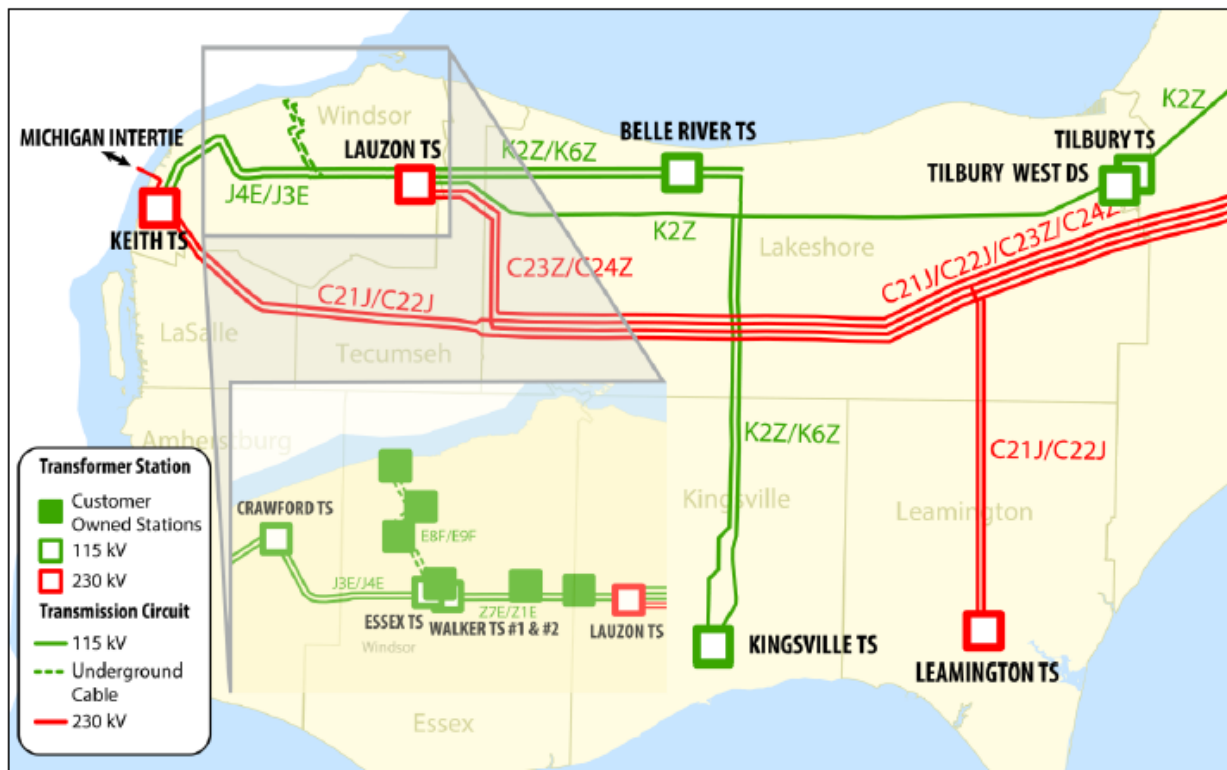 Windsor
MICHIGAN INTERTIE
LAUZON TS
K2Z/K6Z
BELLE RIVER TS
K2Z
TILBURY TS
TILBURY WEST DS
J4E/J3E
KEITH TS
K2Z
Lakeshore
C23Z/C24Z
C21J/C22J/C23Z/C24Z
C21J/C22J
LaSalle
Tecumseh
Amherstburg
K2Z/K6Z
C21J/C22J
Kingsville
Leamington
Transformer Station
Customer
Owned Stations
115 kV
230 kV
Transmission Circuit
115 kV
Underground
Cable
230 kV
CRAWFORD TS
E8F/E9F
J3E/J4E
ESSEX TS
Z7E/Z1E
WALKER TS #1 & #2
LAUZON TS
Windsor
KINGSVILLE TS
LEAMINGTON TS
Essex